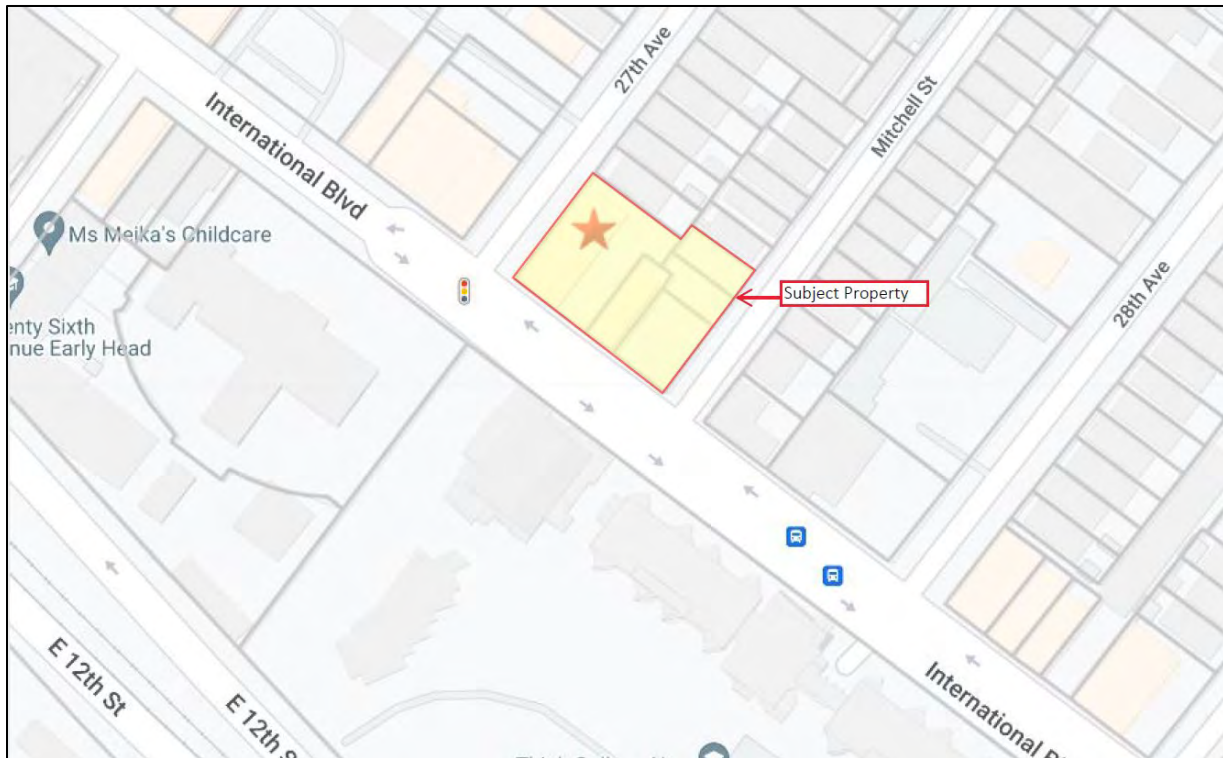 27th Ave
International Blvd
Mitchell St
Ms Meika's Childcare
Subject Property
28th Ave
enty Sixth
nue Early Head
E 12th St
E 12th S
International